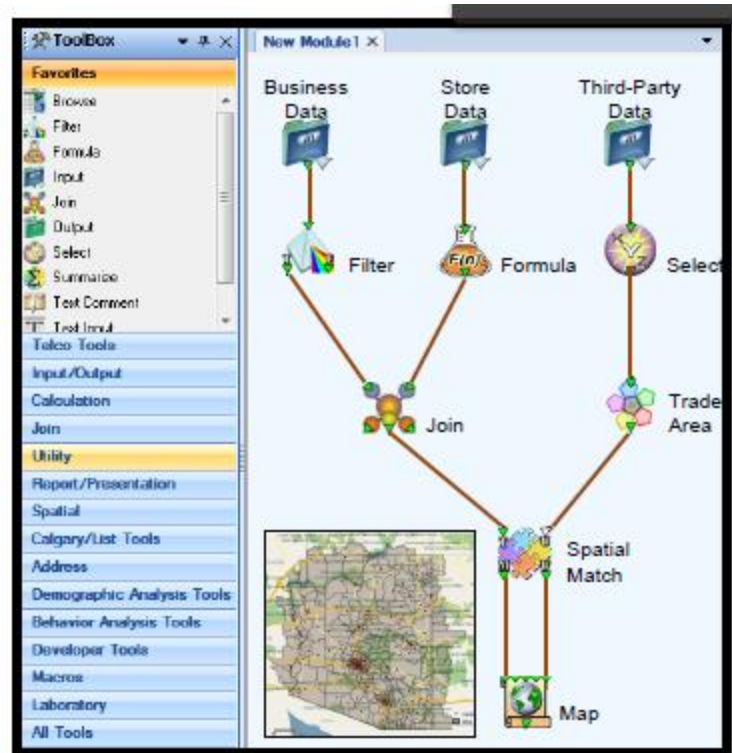 ToolBox
Favorites
Browse
Filter
Formula
Input
Join
Output
Select
Summarize
Text Comment
Text Input
Telco Tools
Input/Output
Calculation
Join
Utility
Report/Presentation
Spatial
Calgary/List Tools
Address
Demographic Analysis Tools
Behavior Analysis Tools
Developer Tools
Macros
Laboratory
All Tools
New Module1
Business
Data
Store
Data
Third-Party
Data
Filter
F(n)
Formula
Select
Join
Trade
Area
Spatial
Match
Map